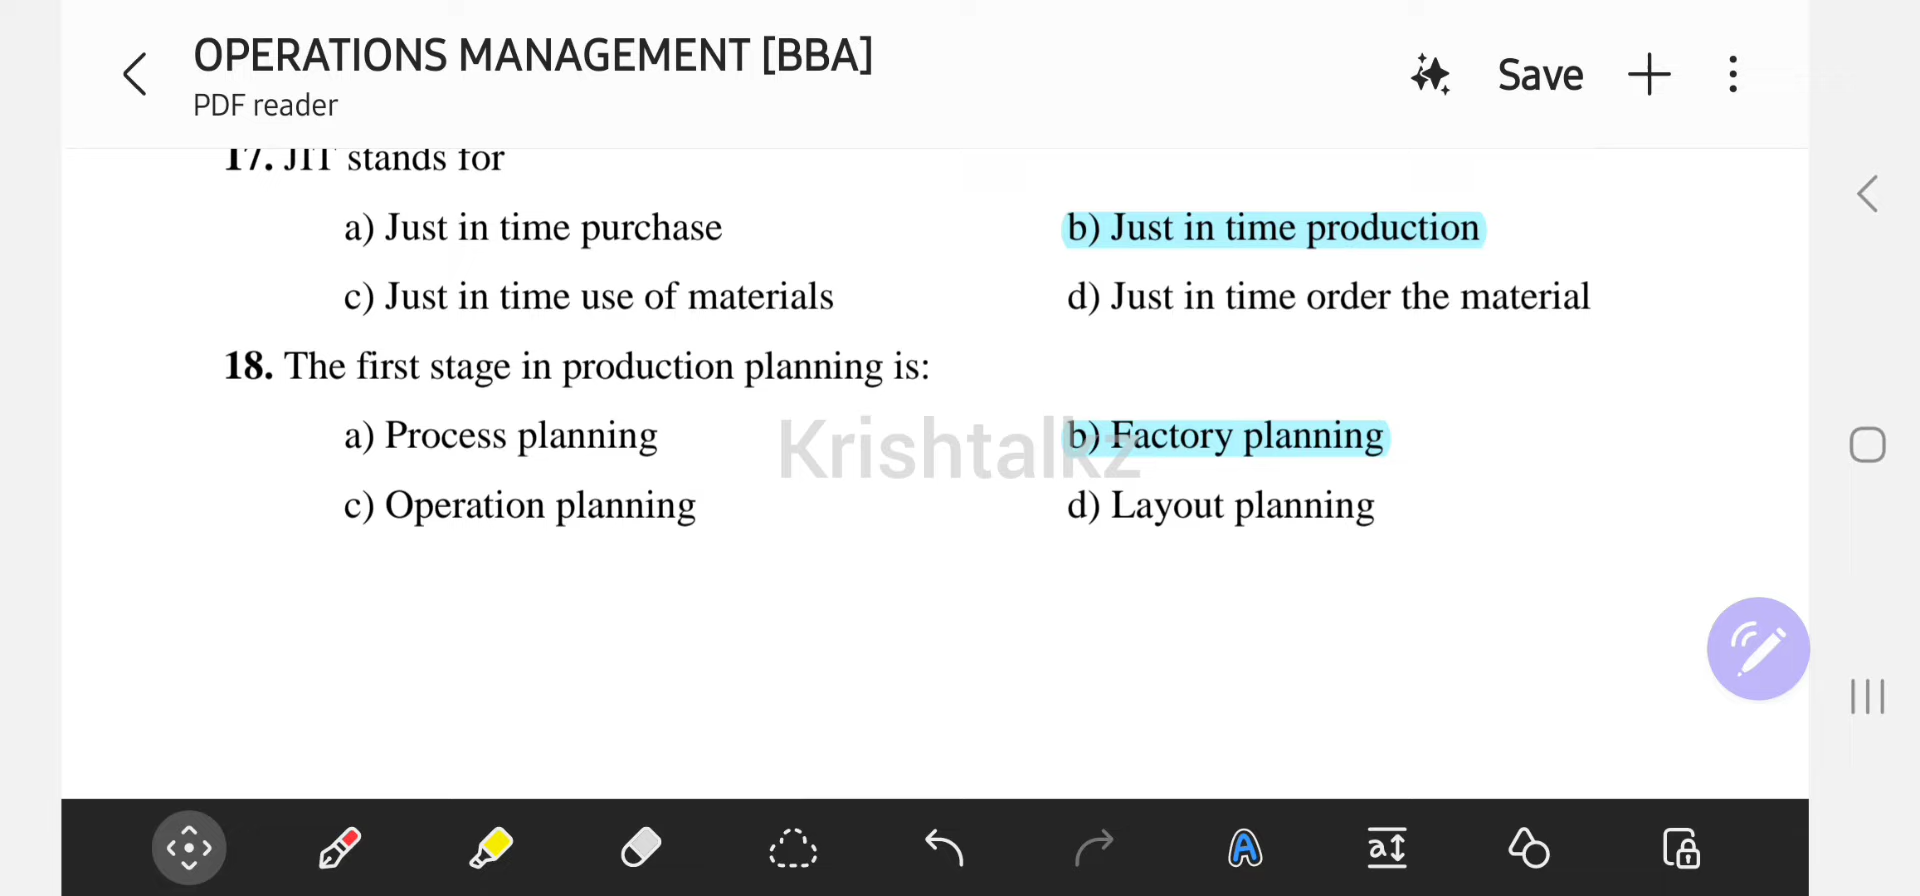 OPERATIONS MANAGEMENT [BBA]
PDF reader
Save
17. JIT stands for
a) Just in time purchase
b) Just in time production
c) Just in time use of materials
d) Just in time order the material
18. The first stage in production planning is:
a) Process planning
b) Factory planning
c) Operation planning
d) Layout planning
Krishtalkz